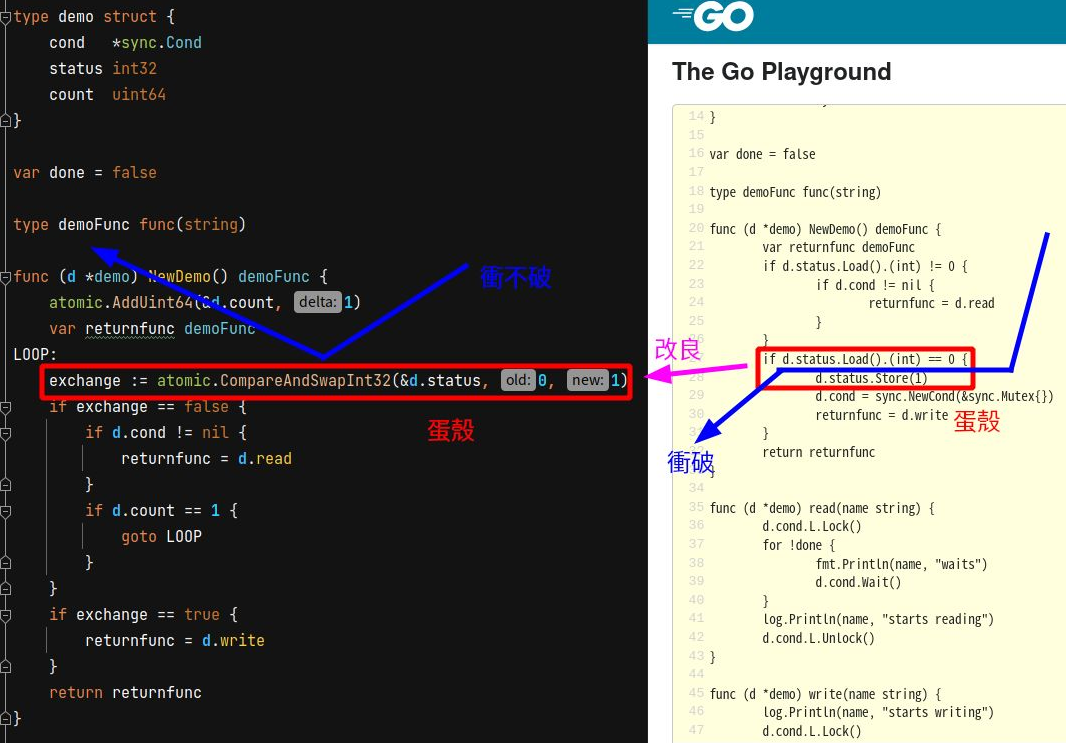 type demo struct {
cond *sync.Cond
status int32
count uint64
}
var done = false
type demoFunc func(string)
func (d *demo) NewDemo() demoFunc {
atomic.AddUint64(&d.count, delta: 1)
var returnfunc demoFunc
LOOP:
exchange := atomic.CompareAndSwapInt32(&d.status, old: 0, new: 1)
if exchange == false {
if d.cond != nil {
returnfunc = d.read
}
if d.count == 1 {
goto LOOP
}
}
if exchange == true {
returnfunc = d.write
}
return returnfunc
}
衝不破
蛋殼
改良
GO
The Go Playground
14 }
15
16 var done = false
17
18 type demoFunc func(string)
19
20 func (d *demo) NewDemo() demoFunc {
21 var returnfunc demoFunc
22 if d.status.Load().(int) != 0 {
23 if d.cond != nil {
24 returnfunc = d.read
25 }
}
if d.status.Load().(int) == 0 {
28 d.status.Store(1)
29 d.cond = sync.NewCond(&sync.Mutex{})
30 returnfunc = d.write
}
return returnfunc
}
蛋殼
衝破
34
35 func (d *demo) read(name string) {
36 d.cond.L.Lock()
37 for !done {
38 fmt.Println(name, "waits")
39 d.cond.Wait()
40 }
41 log.Println(name, "starts reading")
42 d.cond.L.Unlock()
43 }
44
45 func (d *demo) write(name string) {
46 log.Println(name, "starts writing")
47 d.cond.L.Lock()